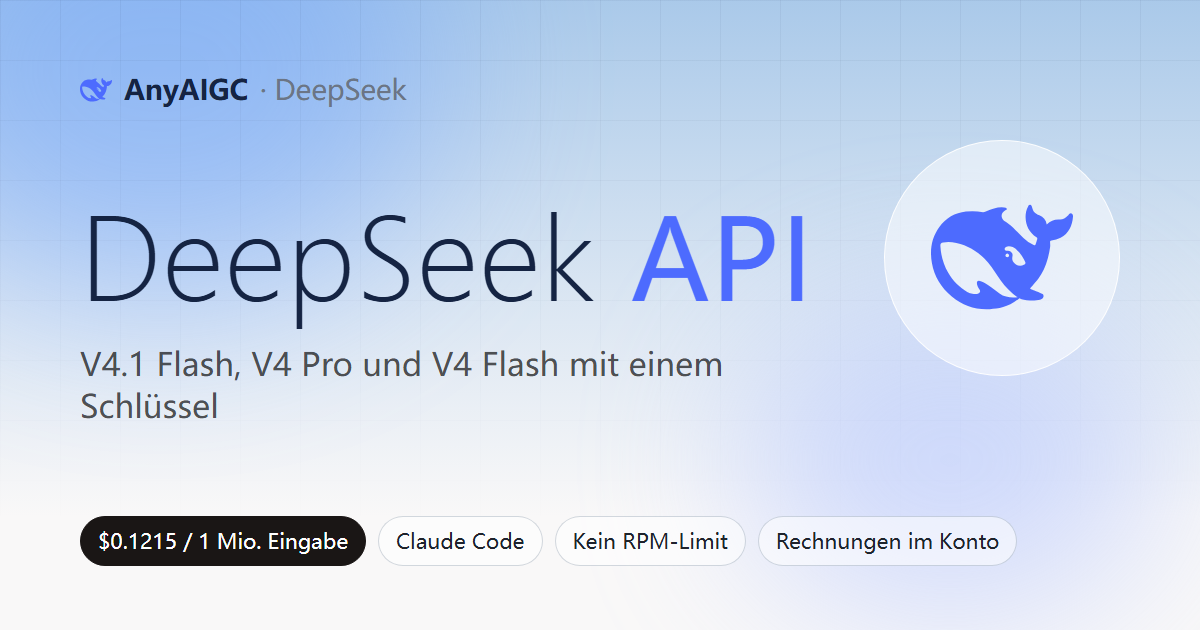 AnyAIGC · DeepSeek
DeepSeek API
V4.1 Flash, V4 Pro und V4 Flash mit einem
Schlüssel
$0.1215 / 1 Mio. Eingabe
Claude Code
Kein RPM-Limit
Rechnungen im Konto